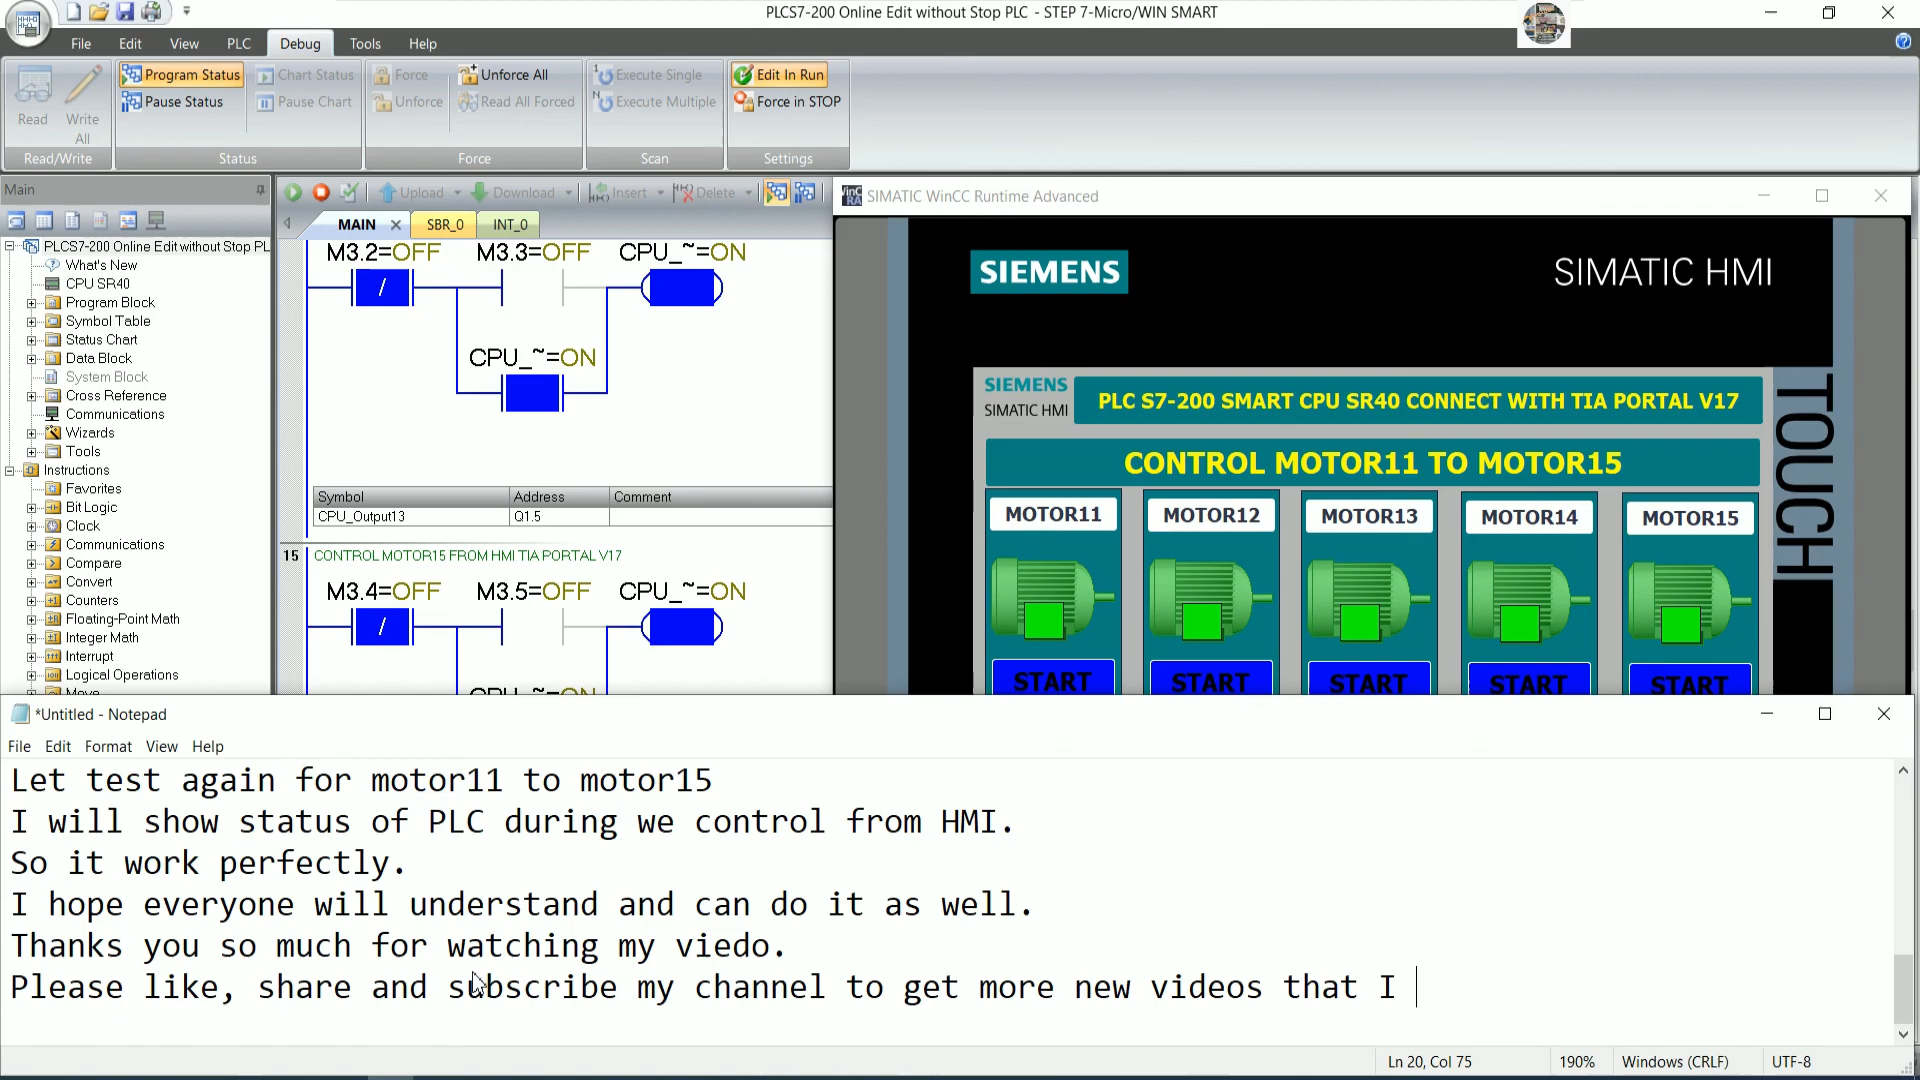 PLCS7-200 Online Edit without Stop PLC - STEP 7-Micro/WIN SMART
File Edit View PLC Debug Tools Help
Program Status Chart Status Force Unforce All Execute Single Edit In Run
Pause Status Pause Chart Unforce Read All Forced Execute Multiple Force in STOP
Read Write All
Read/Write Status Force Scan Settings
Main
Upload Download Insert Delete
MAIN SBR_0 INT_0
PLCS7-200 Online Edit without Stop PL
What's New
CPU SR40
Program Block
Symbol Table
Status Chart
Data Block
System Block
Cross Reference
Communications
Wizards
Tools
Instructions
Favorites
Bit Logic
Clock
Communications
Compare
Convert
Counters
Floating-Point Math
Integer Math
Interrupt
Logical Operations
Move
M3.2=OFF M3.3=OFF CPU_~=ON
/
CPU_~=ON
Symbol Address Comment
CPU_Output13 Q1.5
15 CONTROL MOTOR15 FROM HMI TIA PORTAL V17
M3.4=OFF M3.5=OFF CPU_~=ON
/
CPU_~=ON
SIMATIC WinCC Runtime Advanced
SIEMENS SIMATIC HMI
SIEMENS
SIMATIC HMI
PLC S7-200 SMART CPU SR40 CONNECT WITH TIA PORTAL V17
CONTROL MOTOR11 TO MOTOR15
MOTOR11 MOTOR12 MOTOR13 MOTOR14 MOTOR15
START START START START START
TOUCH
*Untitled - Notepad
File Edit Format View Help
Let test again for motor11 to motor15
I will show status of PLC during we control from HMI.
So it work perfectly.
I hope everyone will understand and can do it as well.
Thanks you so much for watching my viedo.
Please like, share and subscribe my channel to get more new videos that I
Ln 20, Col 75 190% Windows (CRLF) UTF-8